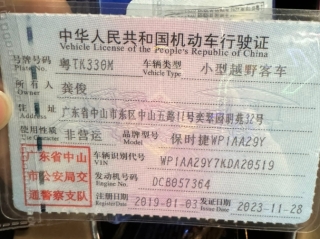 中华人民共和国机动车行驶证
Vehicle License of the People's Republic of China
号牌号码 粤TK330M 车辆类型 小型越野客车
Plate No. Vehicle Type
所有人 龚俊
Owner
住址 广东省中山市东区中山五路57号奕翠园朗苑32号
Address
使用性质 非营运 品牌型号 保时捷WP1AA29Y
Use Character Model
广东省中山市公安局交通警察支队
车辆识别代号 WP1AA29Y7KDA20519
VIN
发动机号码 DCB057364
Engine No.
注册日期 2019-01-03 发证日期 2023-11-28
Register Date Issue Date